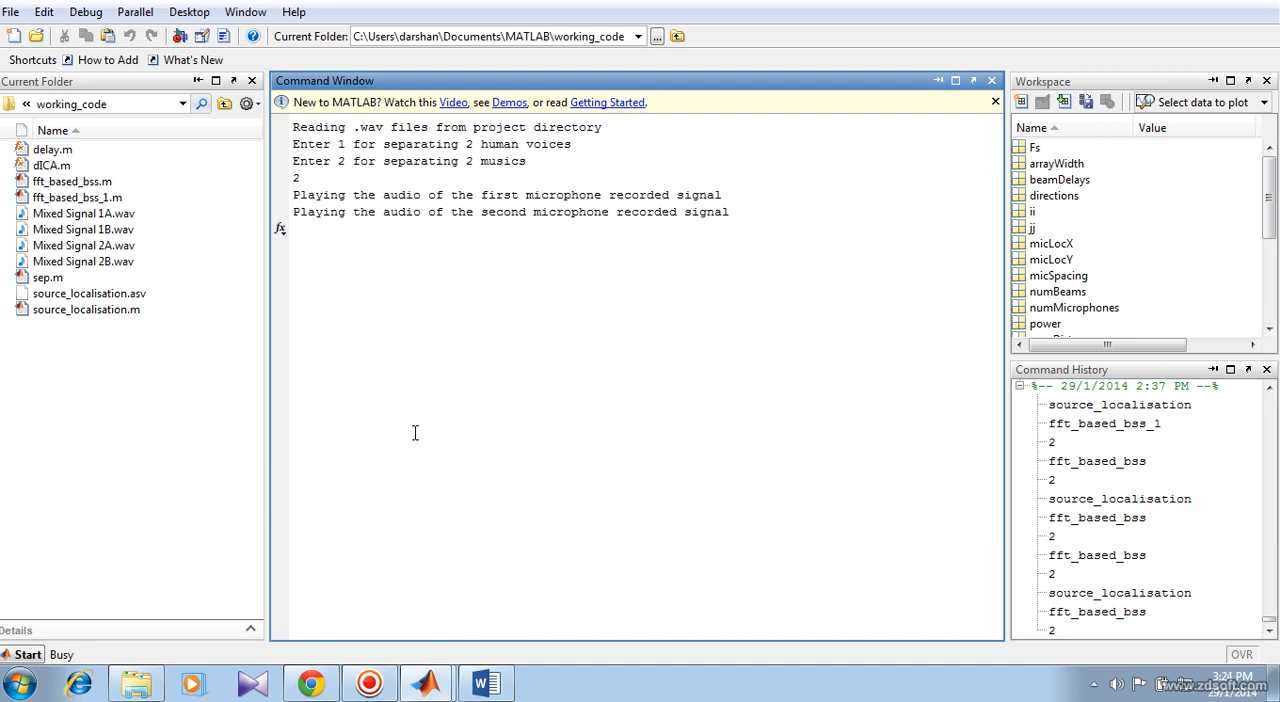 File Edit Debug Parallel Desktop Window Help
Current Folder: C:\Users\darshan\Documents\MATLAB\working_code ...
Shortcuts How to Add What's New
Current Folder
« working_code
Name
delay.m
dICA.m
fft_based_bss.m
fft_based_bss_1.m
Mixed Signal 1A.wav
Mixed Signal 1B.wav
Mixed Signal 2A.wav
Mixed Signal 2B.wav
sep.m
source_localisation.asv
source_localisation.m
Details
Command Window
New to MATLAB? Watch this Video, see Demos, or read Getting Started.
Reading .wav files from project directory
Enter 1 for separating 2 human voices
Enter 2 for separating 2 musics
2
Playing the audio of the first microphone recorded signal
Playing the audio of the second microphone recorded signal
fx
Workspace
Select data to plot
Name Value
Fs
arrayWidth
beamDelays
directions
ii
jj
micLocX
micLocY
micSpacing
numBeams
numMicrophones
power
Command History
%-- 29/1/2014 2:37 PM --%
source_localisation
fft_based_bss_1
2
fft_based_bss
2
source_localisation
fft_based_bss
2
fft_based_bss
2
source_localisation
fft_based_bss
2
Start Busy
OVR
3:24 PM
www.zdsoft.com
29/1/2014